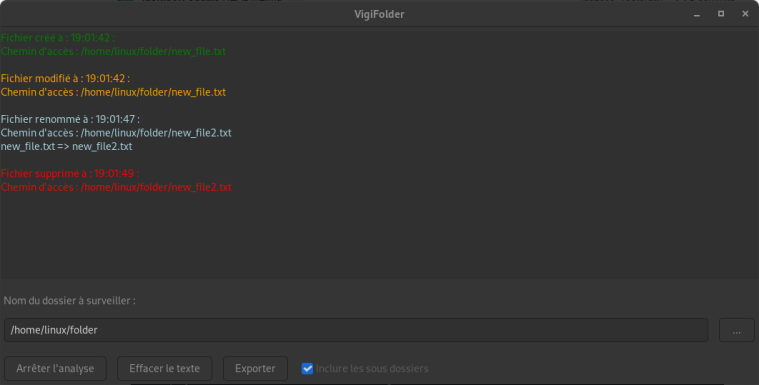 VigiFolder
Fichier créé à : 19:01:42 :
Chemin d'accès : /home/linux/folder/new_file.txt
Fichier modifié à : 19:01:42 :
Chemin d'accès : /home/linux/folder/new_file.txt
Fichier renommé à : 19:01:47 :
Chemin d'accès : /home/linux/folder/new_file2.txt
new_file.txt => new_file2.txt
Fichier supprimé à : 19:01:49 :
Chemin d'accès : /home/linux/folder/new_file2.txt
Nom du dossier à surveiller :
/home/linux/folder
...
Arrêter l'analyse
Effacer le texte
Exporter
Inclure les sous dossiers